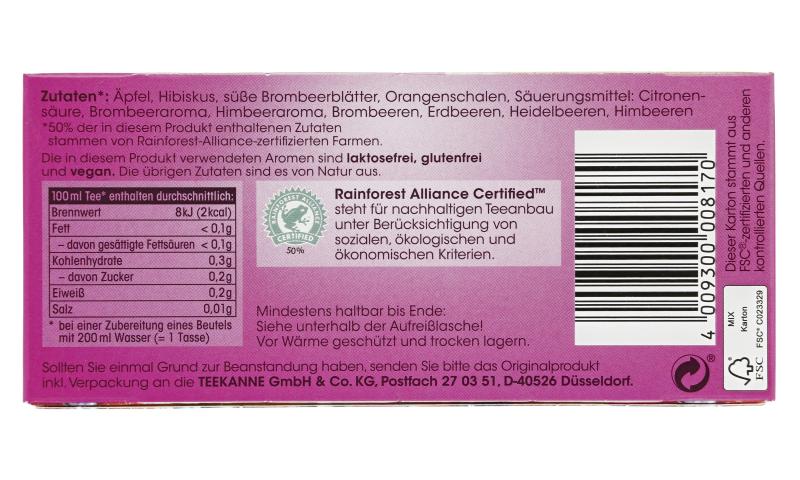 Zutaten*: Äpfel, Hibiskus, süße Brombeerblätter, Orangenschalen, Säuerungsmittel: Citronen-
säure, Brombeeraroma, Himbeeraroma, Brombeeren, Erdbeeren, Heidelbeeren, Himbeeren
*50% der in diesem Produkt enthaltenen Zutaten
stammen von Rainforest-Alliance-zertifizierten Farmen.
Die in diesem Produkt verwendeten Aromen sind laktosefrei, glutenfrei
und vegan. Die übrigen Zutaten sind es von Natur aus.
100 ml Tee* enthalten durchschnittlich:
Brennwert 8kJ (2kcal)
Fett < 0,1g
– davon gesättigte Fettsäuren < 0,1g
Kohlenhydrate 0,3g
– davon Zucker 0,2g
Eiweiß 0,2g
Salz 0,01g
* bei einer Zubereitung eines Beutels
mit 200 ml Wasser (= 1 Tasse)
RAINFOREST ALLIANCE
CERTIFIED
50%
Rainforest Alliance Certified™
steht für nachhaltigen Teeanbau
unter Berücksichtigung von
sozialen, ökologischen und
ökonomischen Kriterien.
Mindestens haltbar bis Ende:
Siehe unterhalb der Aufreißlasche!
Vor Wärme geschützt und trocken lagern.
Sollten Sie einmal Grund zur Beanstandung haben, senden Sie bitte das Originalprodukt
inkl. Verpackung an die TEEKANNE GmbH & Co. KG, Postfach 27 03 51, D-40526 Düsseldorf.
4 009300 008170
Dieser Karton stammt aus
FSC®-zertifizierten und anderen
kontrollierten Quellen.
MIX
Karton
FSC® C023329
FSC
®